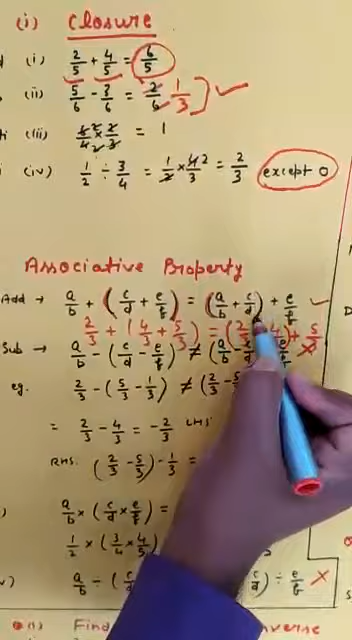 (i) Closure
(i) 2/5 + 4/5 = 6/5
(ii) 5/6 - 3/6 = 2/6 1/3 ✓
(iii) = 1
(iv) 1/2 ÷ 3/4 = 1/2 × 4/3 2 = 2/3 except 0
Associative Property
Add → a/b + (c/d + e/f) = (a/b + c/d) + e/f ✓
2/3 + (4/3 + 5/3) = (2 4) + 5
Sub → a/b - (c/d - e/f) ≠ (a/b e/f ×
eg. 2/3 - (5/3 - 1/3) ≠ (2/3 - 5
= 2/3 - 4/3 = -2/3 LHS
RHS. (2/3 - 5/3) - 1/3 =
a/b × (c/d × e/f) =
1/2 × (3/4 × 4/5)
a/b ÷ (c c/d) ÷ e/f ×
Find verse